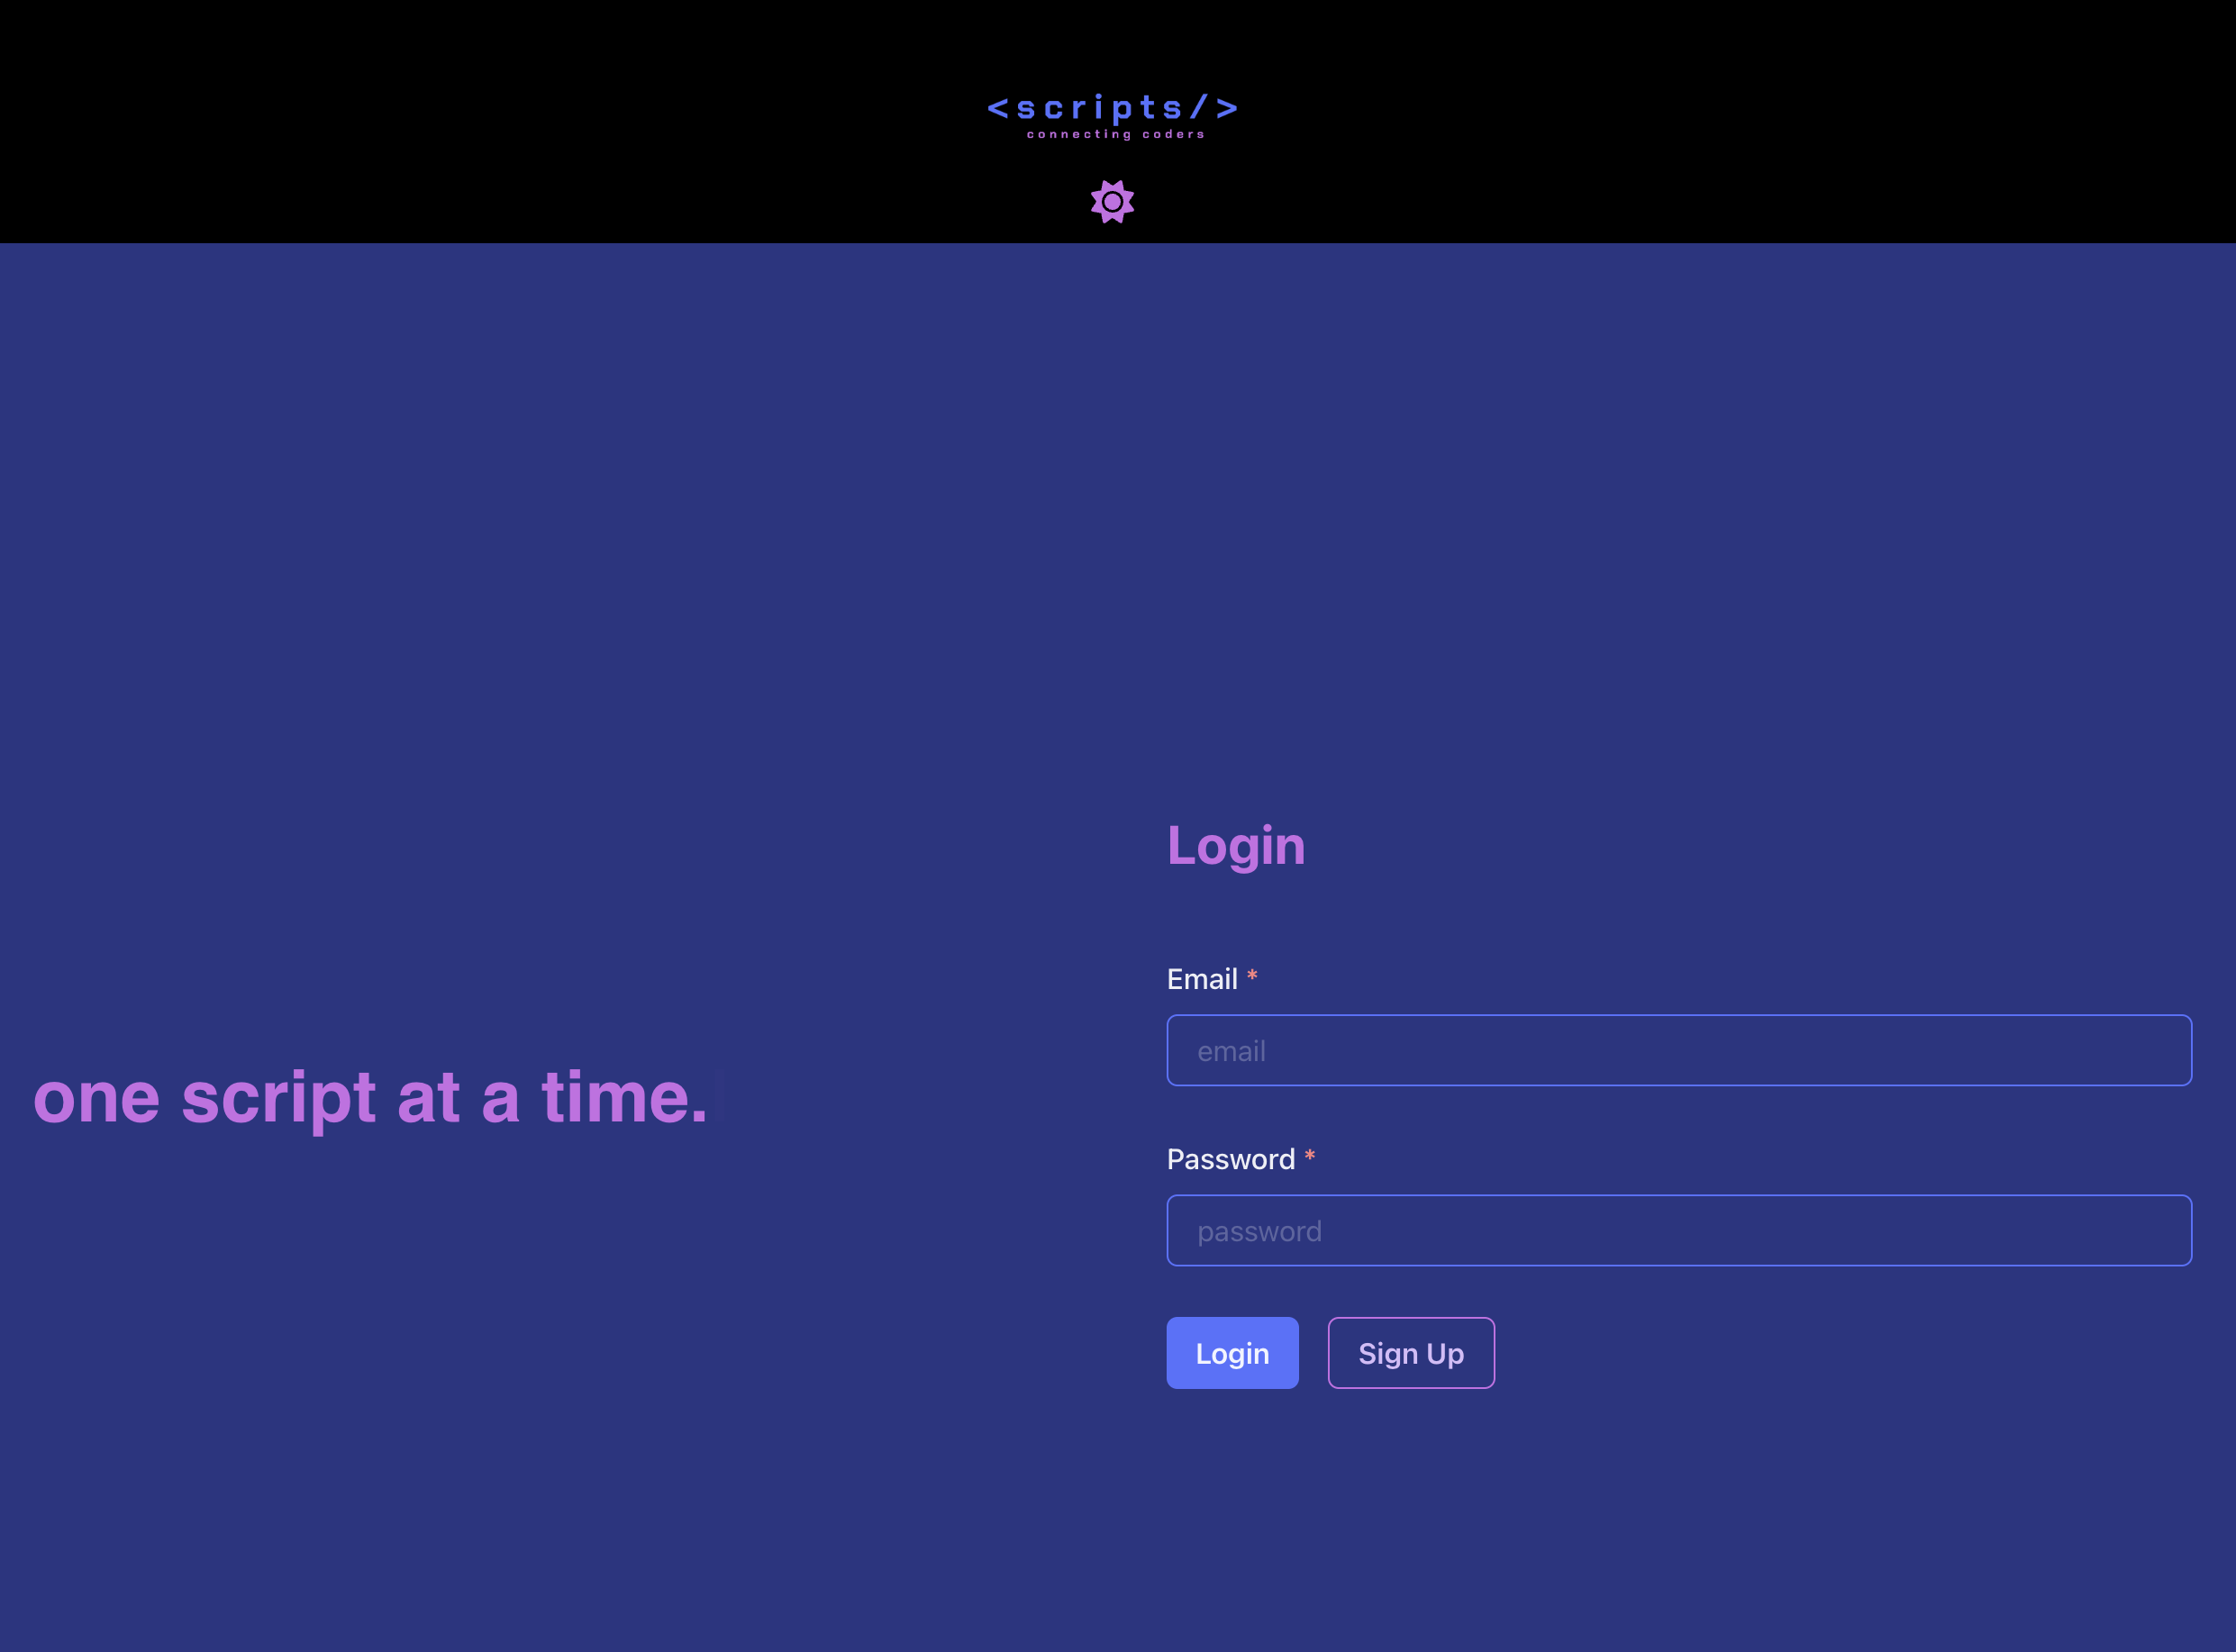 <scripts/>
connecting coders
Login
Email *
email
one script at a time.
Password *
password
Login
Sign Up